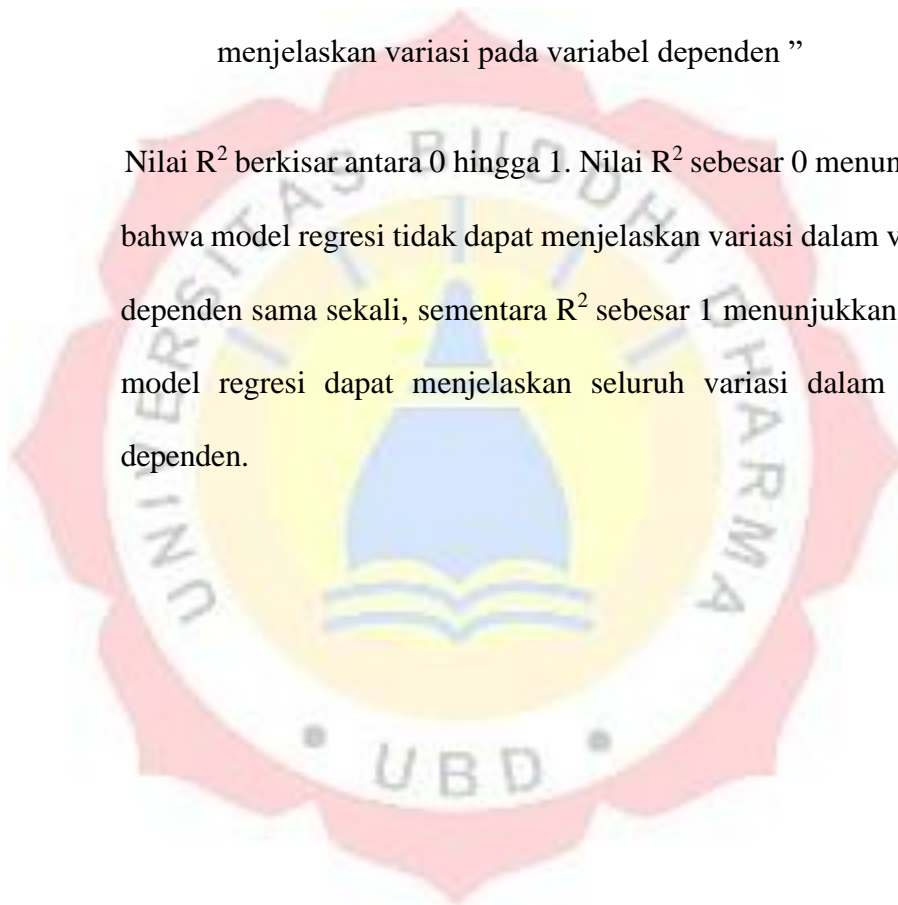 menjelaskan variasi pada variabel dependen ”
Nilai R² berkisar antara 0 hingga 1. Nilai R² sebesar 0
bahwa model regresi tidak dapat menjelaskan variasi dalam
dependen sama sekali, sementara R² sebesar 1 menunjukkan
model regresi dapat menjelaskan seluruh variasi dalam
dependen.
UNIVERSITAS BUDDHI DHARMA
• UBD •